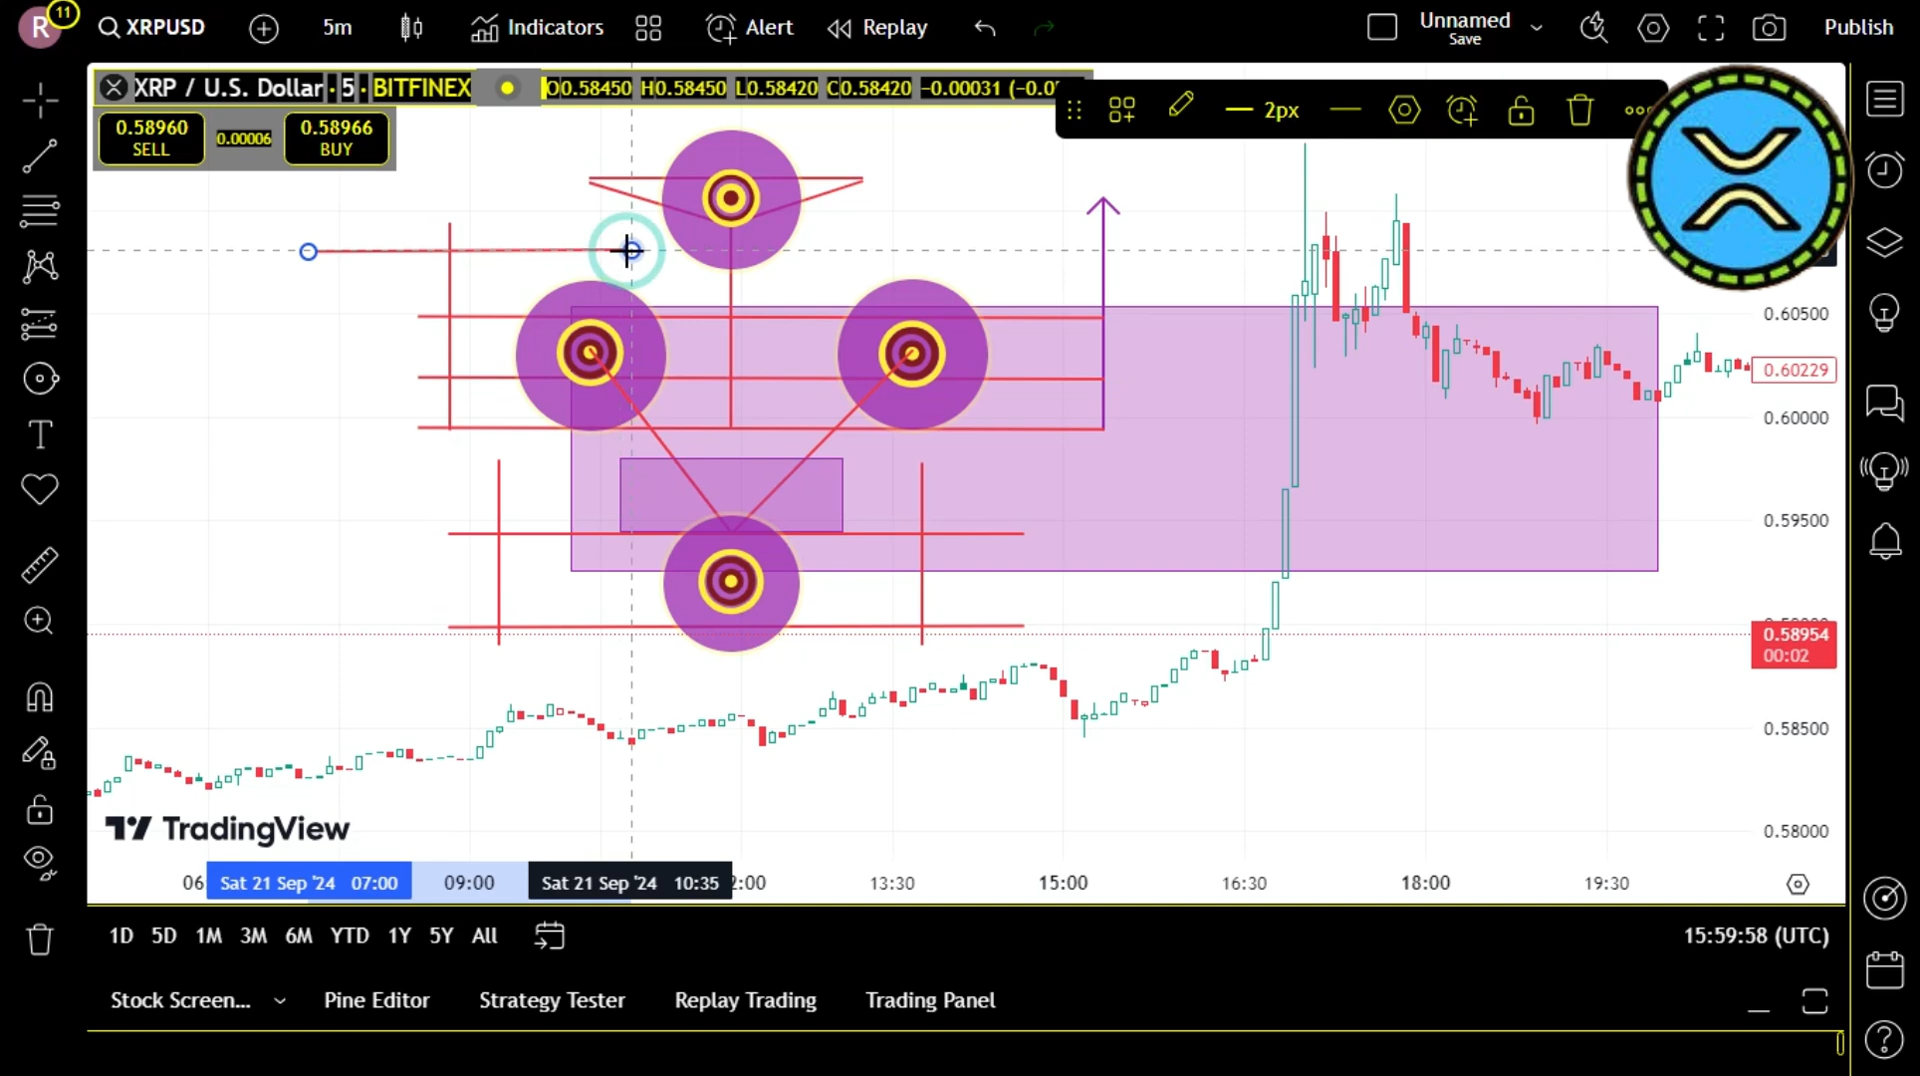 R
11
XRPUSD
5m
Indicators
Alert
Replay
Unnamed
Save
Publish
XRP / U.S. Dollar · 5 · BITFINEX
O0.58450 H0.58450 L0.58420 C0.58420 −0.00031
0.58960
SELL
0.00006
0.58966
BUY
2px
0.60500
0.60229
0.60000
0.59500
0.58954
00:02
0.58500
0.58000
TradingView
Sat 21 Sep '24 07:00
09:00
Sat 21 Sep '24 10:35
13:30
15:00
16:30
18:00
19:30
1D 5D 1M 3M 6M YTD 1Y 5Y All
15:59:58 (UTC)
Stock Screen...
Pine Editor
Strategy Tester
Replay Trading
Trading Panel